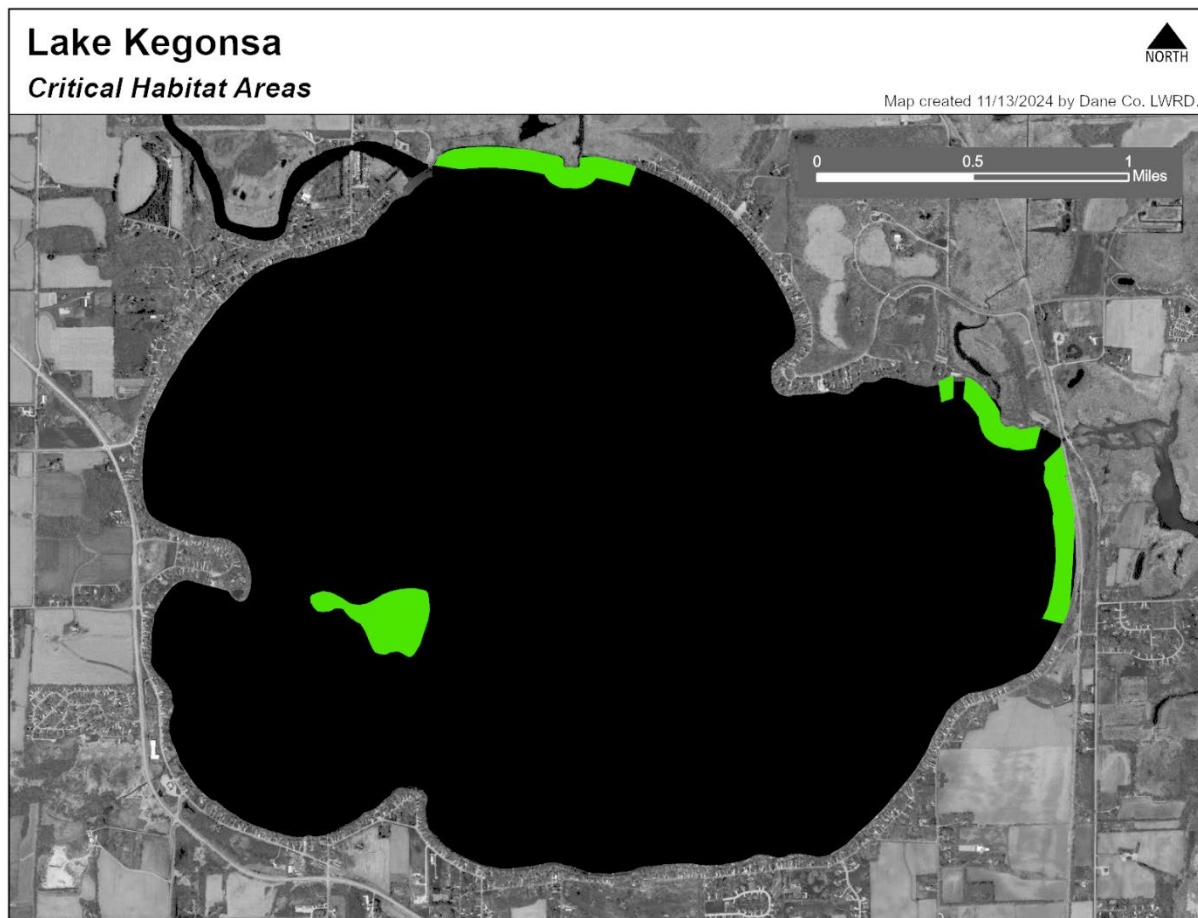 Lake Kegonsa
Critical Habitat Areas
NORTH
Map created 11/13/2024 by Dane Co. LWRD.
0 0.5 1
Miles